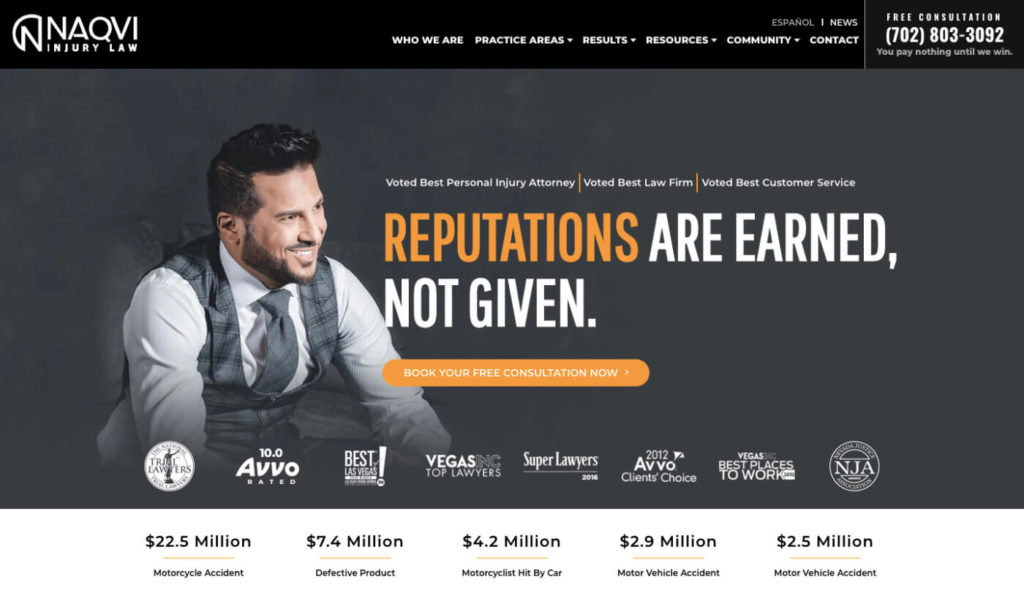 NAQVI
INJURY LAW
ESPAÑOL | NEWS
WHO WE ARE PRACTICE AREAS RESULTS RESOURCES COMMUNITY CONTACT
FREE CONSULTATION
(702) 803-3092
You pay nothing until we win.
Voted Best Personal Injury Attorney | Voted Best Law Firm | Voted Best Customer Service
REPUTATIONS ARE EARNED,
NOT GIVEN.
BOOK YOUR FREE CONSULTATION NOW ›
THE NATIONAL
TRIAL
LAWYERS
10.0
Avvo
RATED
BEST
OF
LAS VEGAS
VEGAS INC
TOP LAWYERS
Super Lawyers
2016
2012
Avvo
Clients' Choice
VEGAS INC
BEST PLACES
TO WORK
NEVADA JUSTICE
NJA
ASSOCIATION
$22.5 Million
Motorcycle Accident
$7.4 Million
Defective Product
$4.2 Million
Motorcyclist Hit By Car
$2.9 Million
Motor Vehicle Accident
$2.5 Million
Motor Vehicle Accident